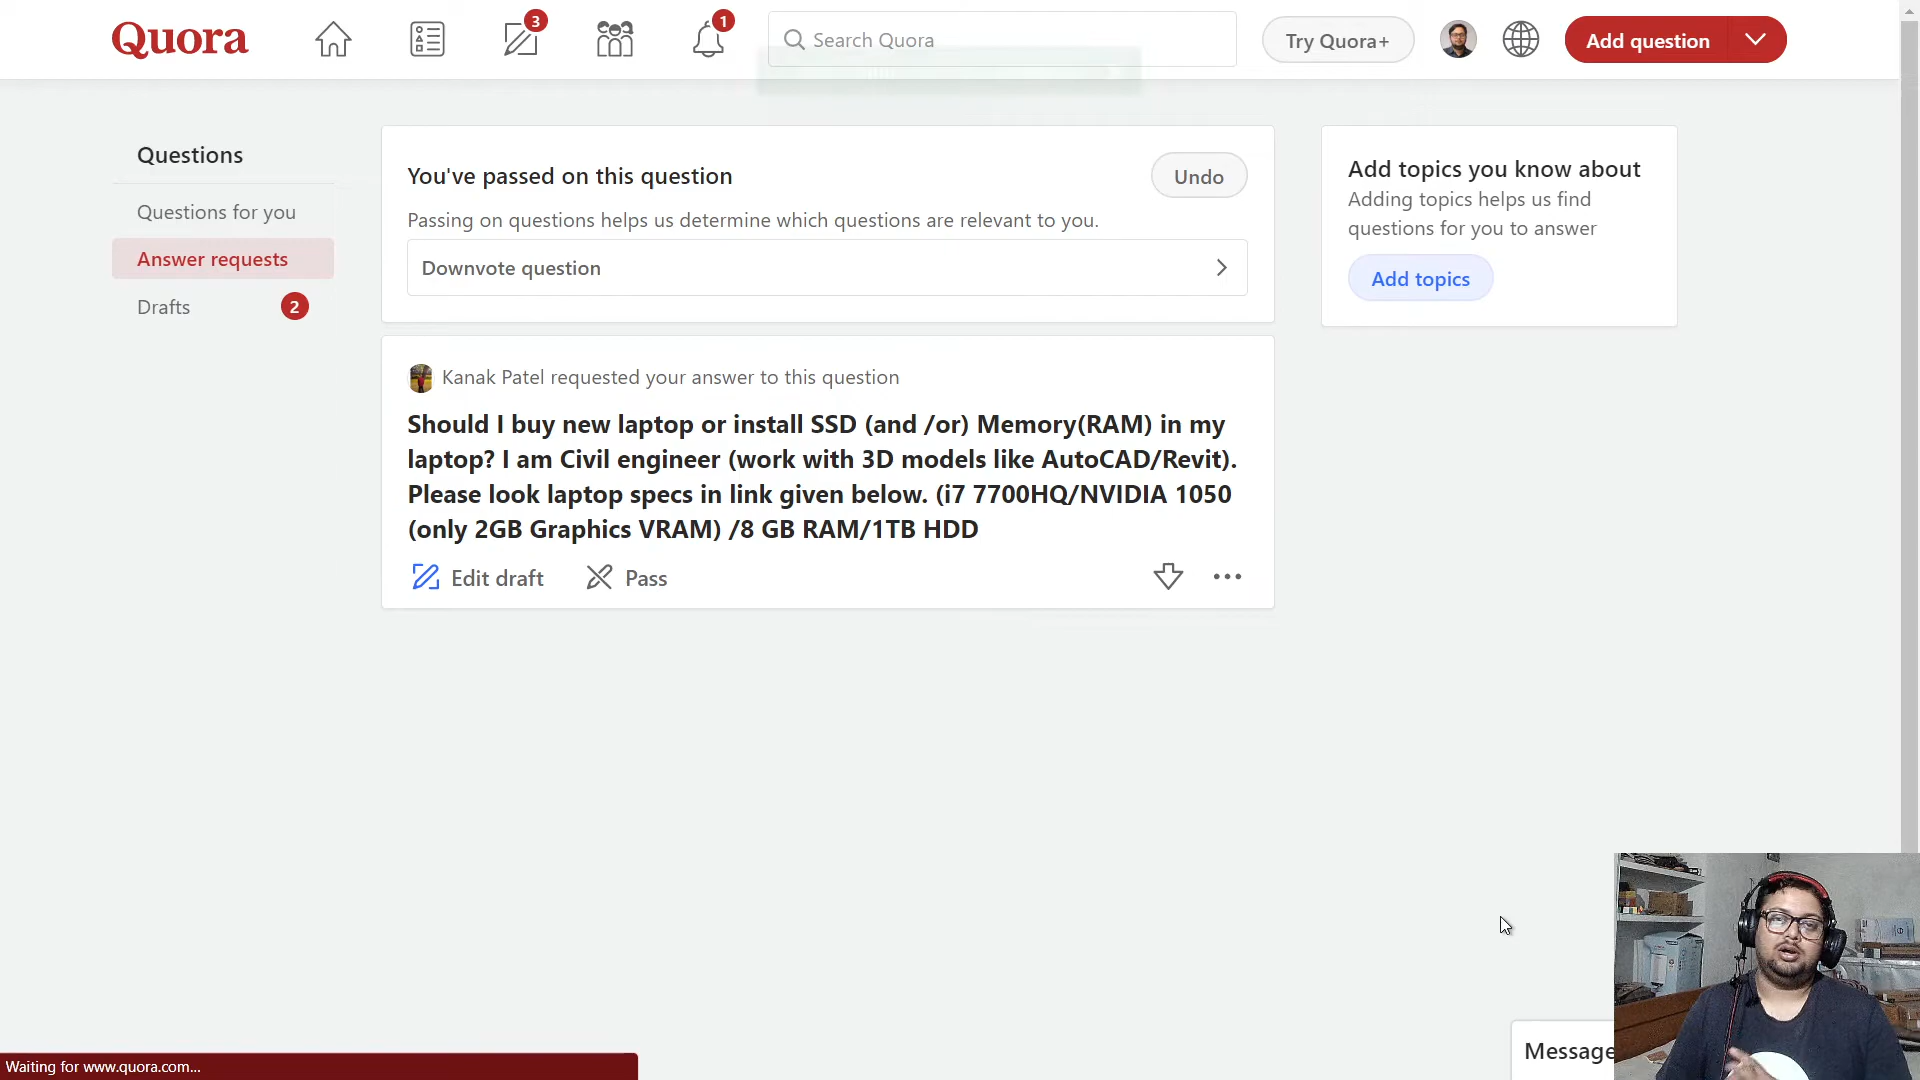 Quora
3
1
Search Quora
Try Quora+
Add question
Questions
Questions for you
Answer requests
Drafts
2
You've passed on this question
Undo
Passing on questions helps us determine which questions are relevant to you.
Downvote question
Kanak Patel requested your answer to this question
Should I buy new laptop or install SSD (and /or) Memory(RAM) in my
laptop? I am Civil engineer (work with 3D models like AutoCAD/Revit).
Please look laptop specs in link given below. (i7 7700HQ/NVIDIA 1050
(only 2GB Graphics VRAM) /8 GB RAM/1TB HDD
Edit draft
Pass
Add topics you know about
Adding topics helps us find
questions for you to answer
Add topics
Message
Waiting for www.quora.com...